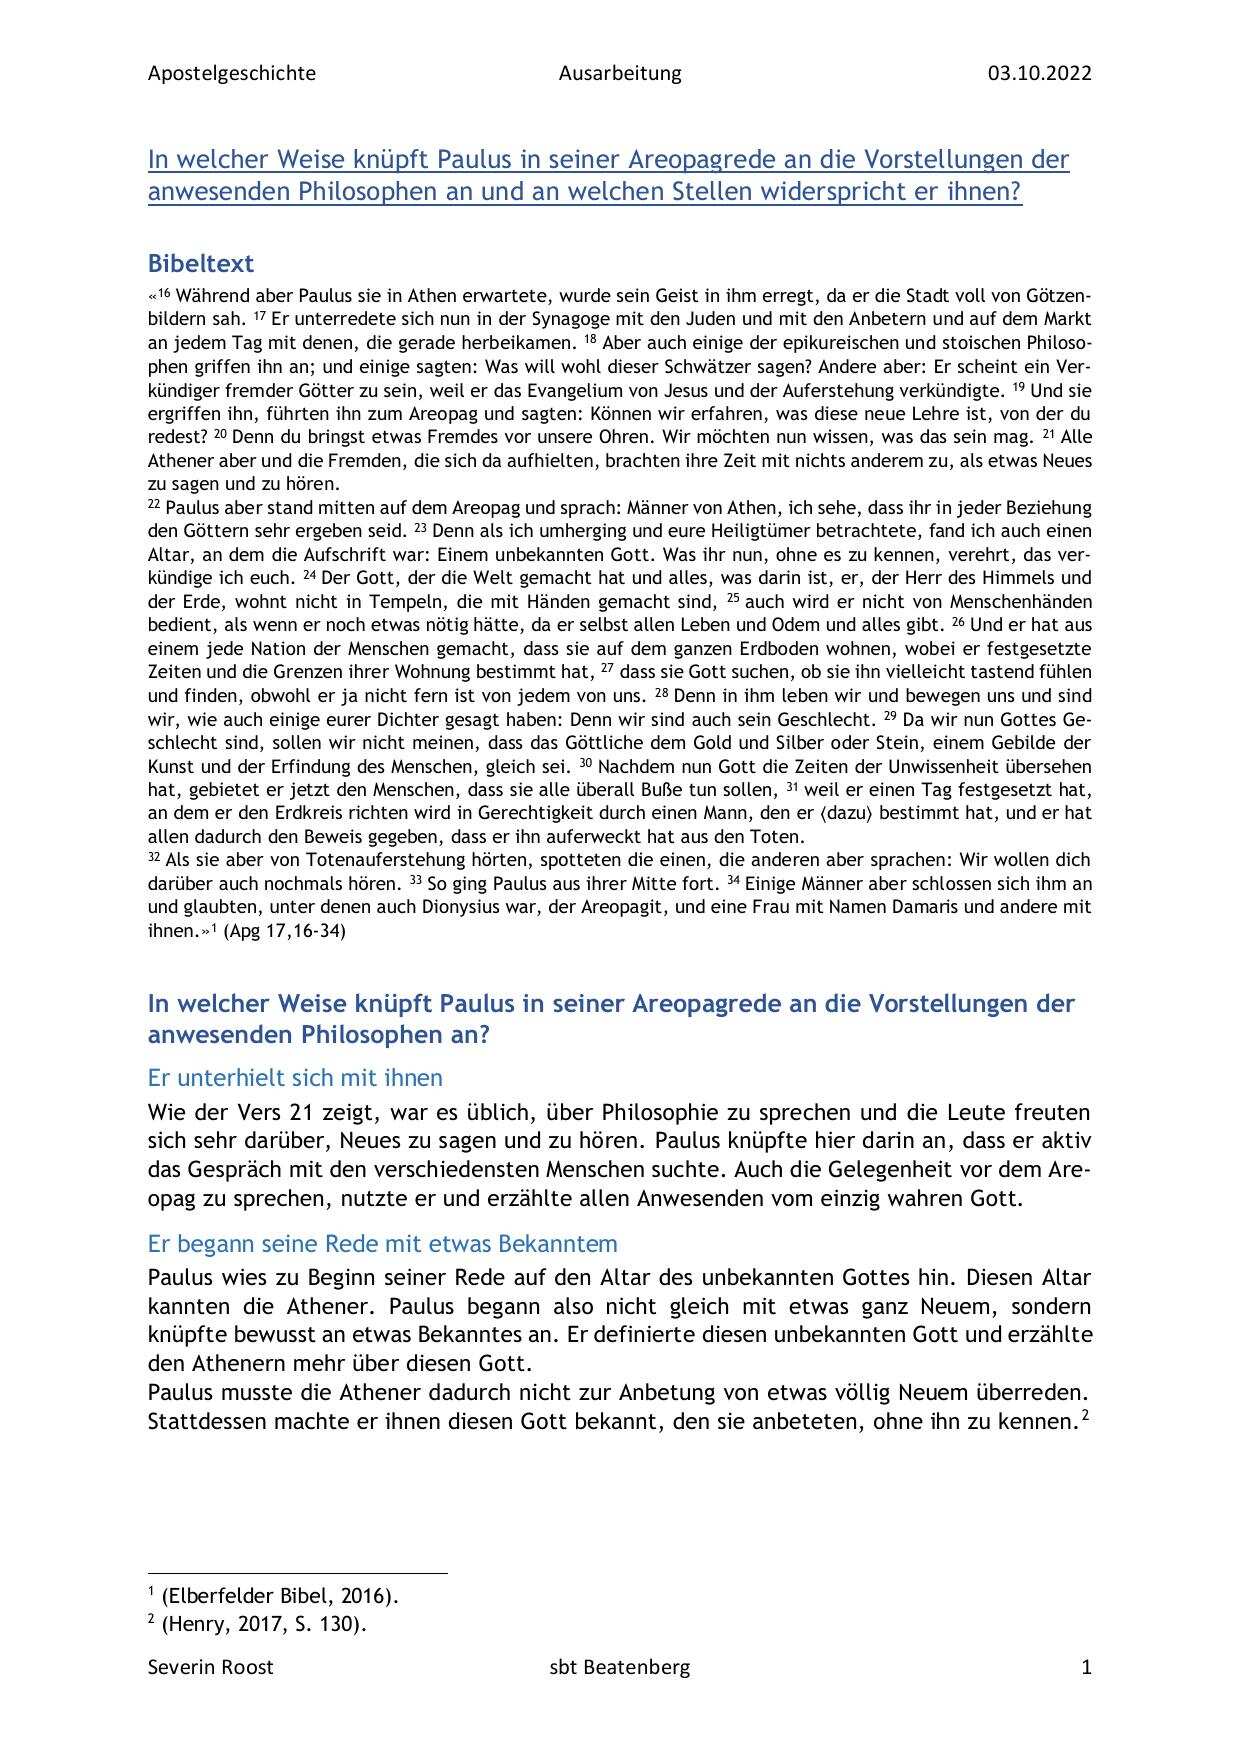 Apostelgeschichte Ausarbeitung 03.10.2022
In welcher Weise knüpft Paulus in seiner Areopagrede an die Vorstellungen der
anwesenden Philosophen an und an welchen Stellen widerspricht er ihnen?
Bibeltext
«¹⁶ Während aber Paulus sie in Athen erwartete, wurde sein Geist in ihm erregt, da er die Stadt voll von Götzen-
bildern sah. ¹⁷ Er unterredete sich nun in der Synagoge mit den Juden und mit den Anbetern und auf dem Markt
an jedem Tag mit denen, die gerade herbeikamen. ¹⁸ Aber auch einige der epikureischen und stoischen Philoso-
phen griffen ihn an; und einige sagten: Was will wohl dieser Schwätzer sagen? Andere aber: Er scheint ein Ver-
kündiger fremder Götter zu sein, weil er das Evangelium von Jesus und der Auferstehung verkündigte. ¹⁹ Und sie
ergriffen ihn, führten ihn zum Areopag und sagten: Können wir erfahren, was diese neue Lehre ist, von der du
redest? ²⁰ Denn du bringst etwas Fremdes vor unsere Ohren. Wir möchten nun wissen, was das sein mag. ²¹ Alle
Athener aber und die Fremden, die sich da aufhielten, brachten ihre Zeit mit nichts anderem zu, als etwas Neues
zu sagen und zu hören.
²² Paulus aber stand mitten auf dem Areopag und sprach: Männer von Athen, ich sehe, dass ihr in jeder Beziehung
den Göttern sehr ergeben seid. ²³ Denn als ich umherging und eure Heiligtümer betrachtete, fand ich auch einen
Altar, an dem die Aufschrift war: Einem unbekannten Gott. Was ihr nun, ohne es zu kennen, verehrt, das ver-
kündige ich euch. ²⁴ Der Gott, der die Welt gemacht hat und alles, was darin ist, er, der Herr des Himmels und
der Erde, wohnt nicht in Tempeln, die mit Händen gemacht sind, ²⁵ auch wird er nicht von Menschenhänden
bedient, als wenn er noch etwas nötig hätte, da er selbst allen Leben und Odem und alles gibt. ²⁶ Und er hat aus
einem jede Nation der Menschen gemacht, dass sie auf dem ganzen Erdboden wohnen, wobei er festgesetzte
Zeiten und die Grenzen ihrer Wohnung bestimmt hat, ²⁷ dass sie Gott suchen, ob sie ihn vielleicht tastend fühlen
und finden, obwohl er ja nicht fern ist von jedem von uns. ²⁸ Denn in ihm leben wir und bewegen uns und sind
wir, wie auch einige eurer Dichter gesagt haben: Denn wir sind auch sein Geschlecht. ²⁹ Da wir nun Gottes Ge-
schlecht sind, sollen wir nicht meinen, dass das Göttliche dem Gold und Silber oder Stein, einem Gebilde der
Kunst und der Erfindung des Menschen, gleich sei. ³⁰ Nachdem nun Gott die Zeiten der Unwissenheit übersehen
hat, gebietet er jetzt den Menschen, dass sie alle überall Buße tun sollen, ³¹ weil er einen Tag festgesetzt hat,
an dem er den Erdkreis richten wird in Gerechtigkeit durch einen Mann, den er ⟨dazu⟩ bestimmt hat, und er hat
allen dadurch den Beweis gegeben, dass er ihn auferweckt hat aus den Toten.
³² Als sie aber von Totenauferstehung hörten, spotteten die einen, die anderen aber sprachen: Wir wollen dich
darüber auch nochmals hören. ³³ So ging Paulus aus ihrer Mitte fort. ³⁴ Einige Männer aber schlossen sich ihm an
und glaubten, unter denen auch Dionysius war, der Areopagit, und eine Frau mit Namen Damaris und andere mit
ihnen.»¹ (Apg 17,16-34)
In welcher Weise knüpft Paulus in seiner Areopagrede an die Vorstellungen der
anwesenden Philosophen an?
Er unterhielt sich mit ihnen
Wie der Vers 21 zeigt, war es üblich, über Philosophie zu sprechen und die Leute freuten
sich sehr darüber, Neues zu sagen und zu hören. Paulus knüpfte hier darin an, dass er aktiv
das Gespräch mit den verschiedensten Menschen suchte. Auch die Gelegenheit vor dem Are-
opag zu sprechen, nutzte er und erzählte allen Anwesenden vom einzig wahren Gott.
Er begann seine Rede mit etwas Bekanntem
Paulus wies zu Beginn seiner Rede auf den Altar des unbekannten Gottes hin. Diesen Altar
kannten die Athener. Paulus begann also nicht gleich mit etwas ganz Neuem, sondern
knüpfte bewusst an etwas Bekanntes an. Er definierte diesen unbekannten Gott und erzählte
den Athenern mehr über diesen Gott.
Paulus musste die Athener dadurch nicht zur Anbetung von etwas völlig Neuem überreden.
Stattdessen machte er ihnen diesen Gott bekannt, den sie anbeteten, ohne ihn zu kennen.²
¹ (Elberfelder Bibel, 2016).
² (Henry, 2017, S. 130).
Severin Roost sbt Beatenberg 1